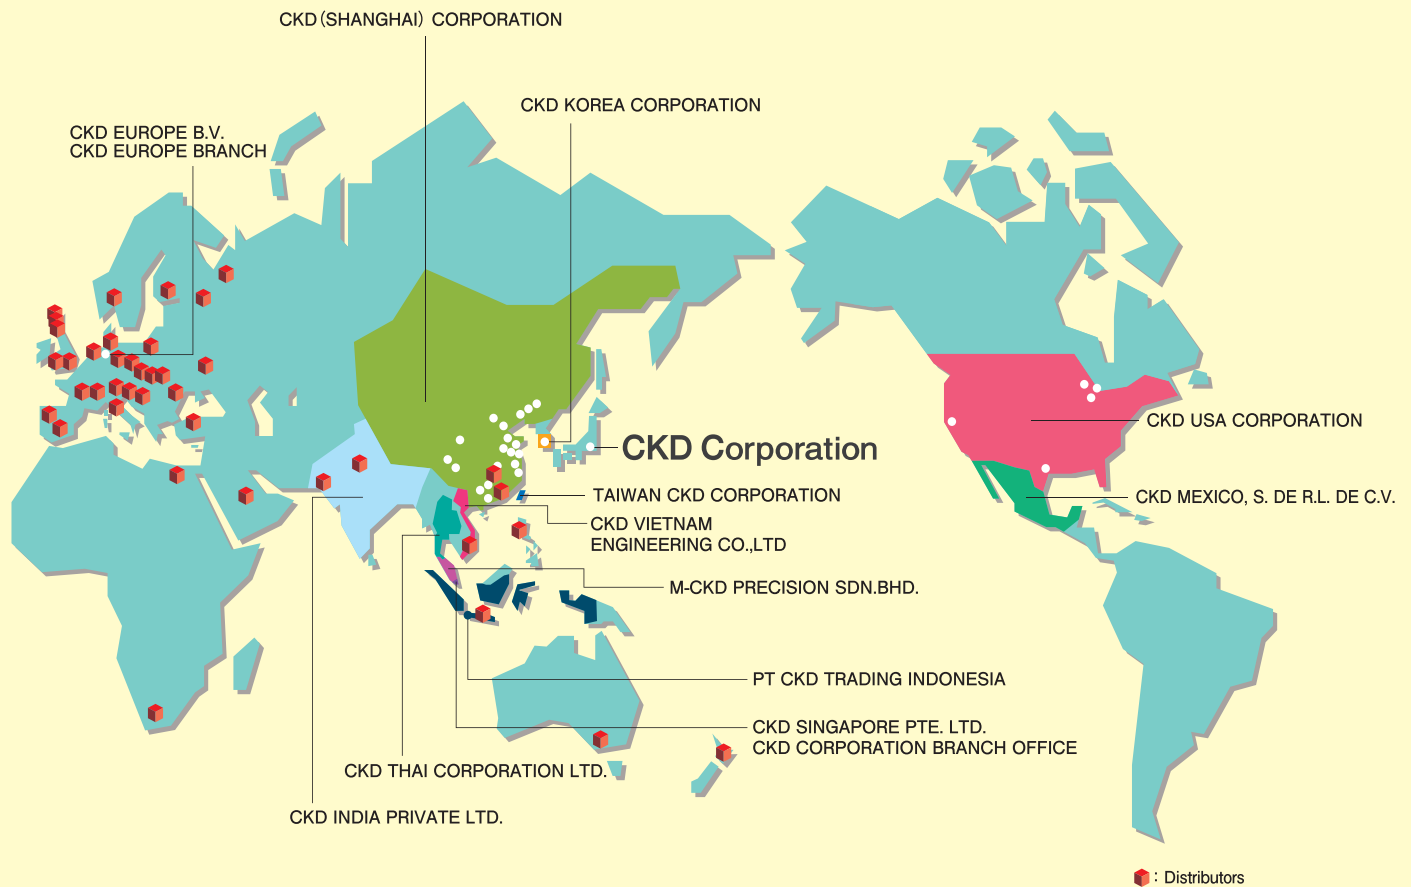 CKD (SHANGHAI) CORPORATION
CKD KOREA CORPORATION
CKD EUROPE B.V.
CKD EUROPE BRANCH
CKD USA CORPORATION
CKD Corporation
TAIWAN CKD CORPORATION
CKD MEXICO, S. DE R.L. DE C.V.
CKD VIETNAM
ENGINEERING CO.,LTD
M-CKD PRECISION SDN.BHD.
PT CKD TRADING INDONESIA
CKD SINGAPORE PTE. LTD.
CKD CORPORATION BRANCH OFFICE
CKD THAI CORPORATION LTD.
CKD INDIA PRIVATE LTD.
: Distributors